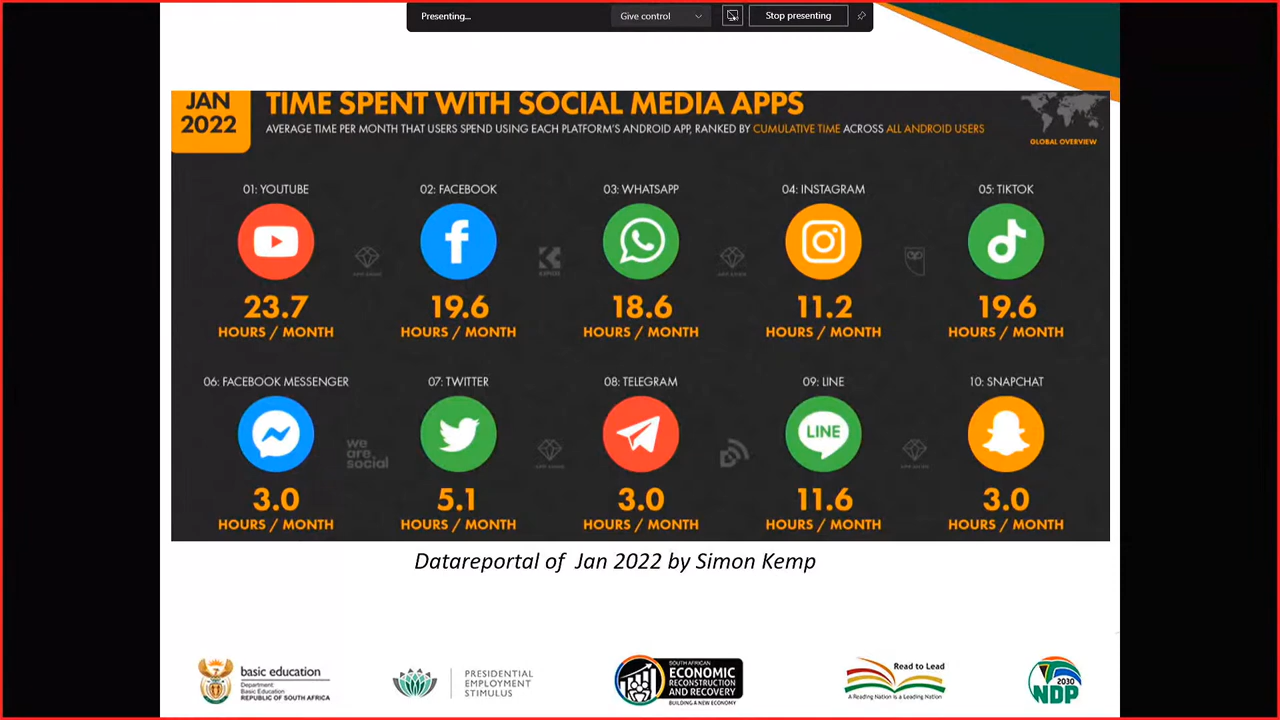 Presenting...
Give control
Stop presenting
JAN
2022
TIME SPENT WITH SOCIAL MEDIA APPS
AVERAGE TIME PER MONTH THAT USERS SPEND USING EACH PLATFORM'S ANDROID APP, RANKED BY CUMULATIVE TIME ACROSS ALL ANDROID USERS
GLOBAL OVERVIEW
01: YOUTUBE
02: FACEBOOK
03: WHATSAPP
04: INSTAGRAM
05: TIKTOK
23.7
19.6
18.6
11.2
19.6
HOURS / MONTH
HOURS / MONTH
HOURS / MONTH
HOURS / MONTH
HOURS / MONTH
06: FACEBOOK MESSENGER
07: TWITTER
08: TELEGRAM
09: LINE
10: SNAPCHAT
LINE
we
are
social
3.0
5.1
3.0
11.6
3.0
HOURS / MONTH
HOURS / MONTH
HOURS / MONTH
HOURS / MONTH
HOURS / MONTH
Datareportal of Jan 2022 by Simon Kemp
basic education
Department:
Basic Education
REPUBLIC OF SOUTH AFRICA
PRESIDENTIAL
EMPLOYMENT
STIMULUS
SOUTH AFRICAN
ECONOMIC
RECONSTRUCTION
AND RECOVERY
BUILDING A NEW ECONOMY
Read to Lead
A Reading Nation is a Leading Nation
2030
NDP